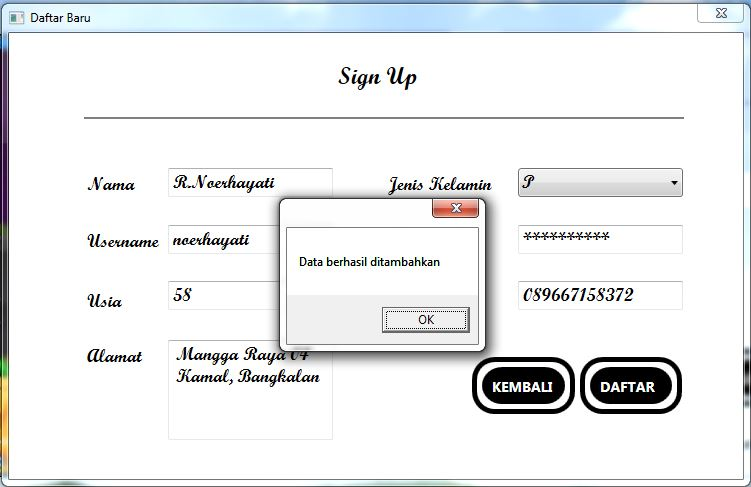 Daftar Baru
Sign Up
Nama R.Noerhayati Jenis Kelamin P
Username noerhayati **********
Data berhasil ditambahkan
Usia 58 089667158372
OK
Alamat Mangga Raya 04
Kamal, Bangkalan
KEMBALI DAFTAR